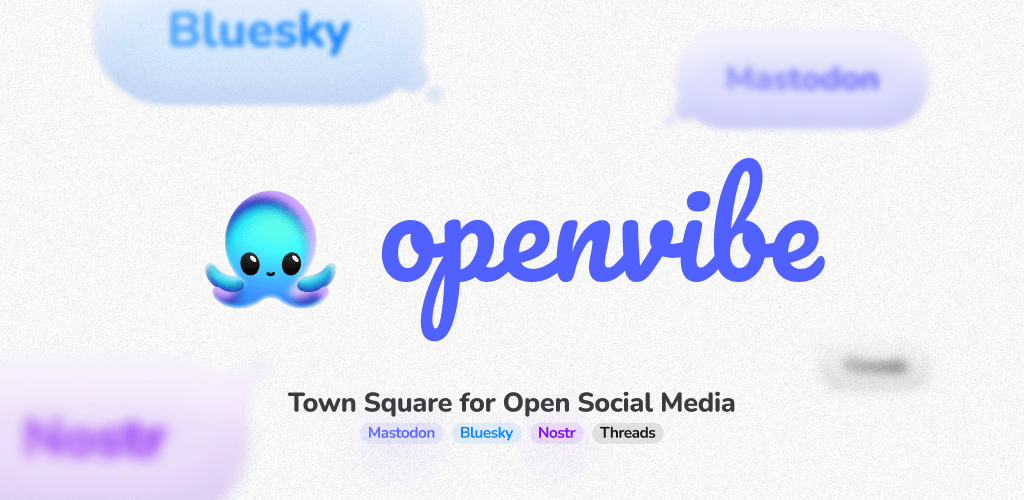 Bluesky
Mastodon
openvibe
Nostr
Town Square for Open Social Media
Mastodon Bluesky Nostr Threads